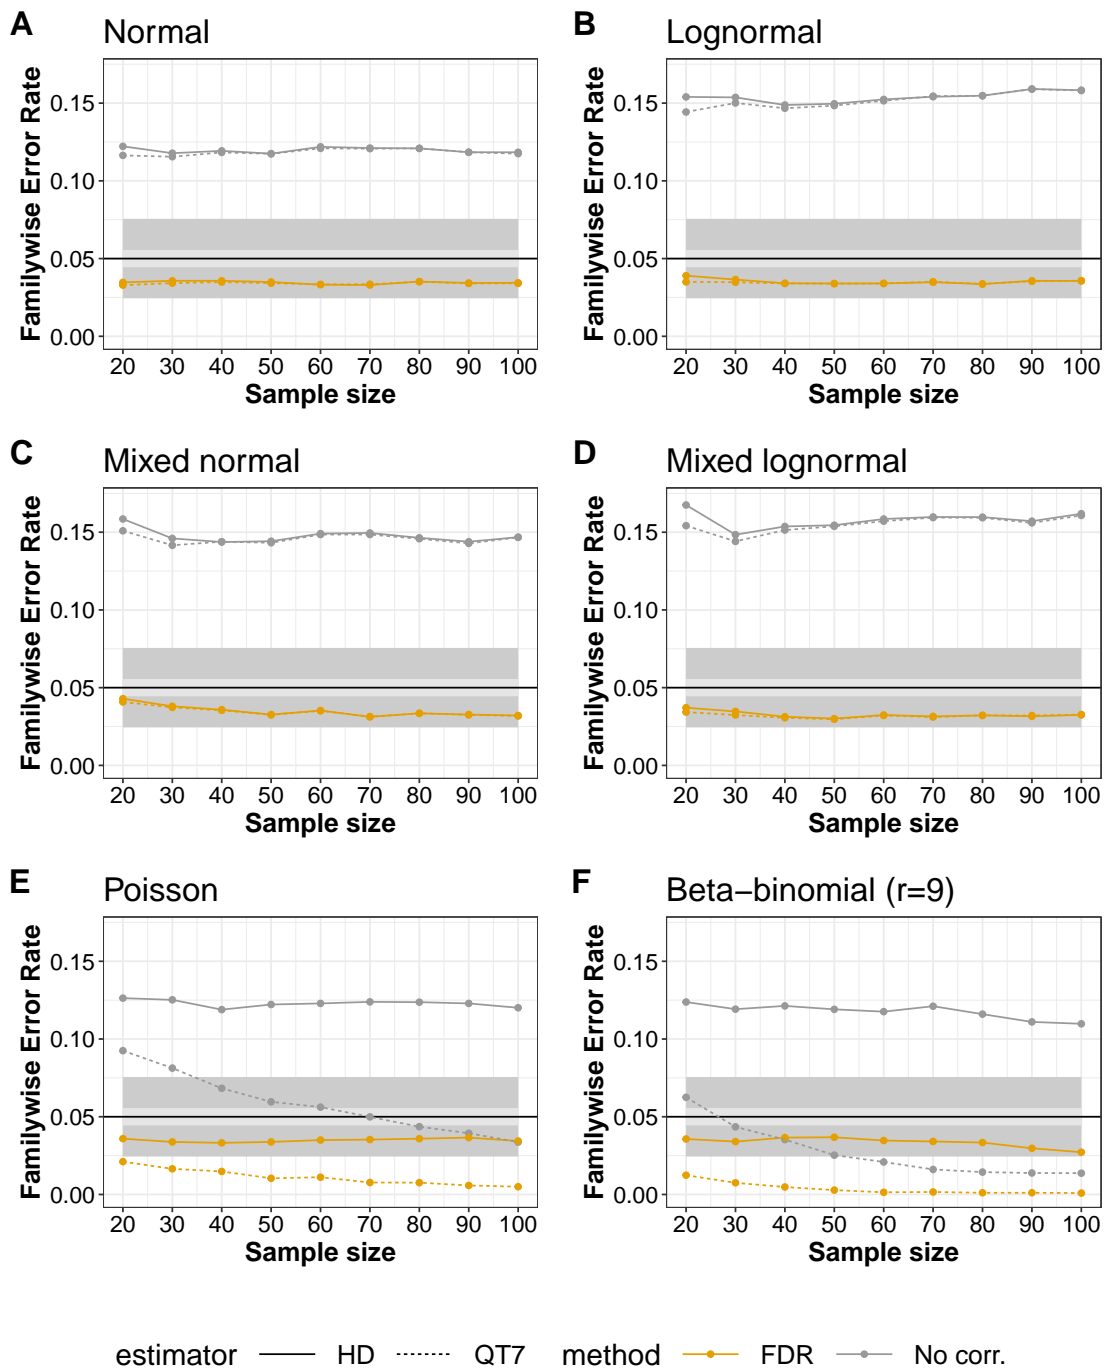 A Normal
Familywise Error Rate
0.15
0.10
0.05
0.00
20 30 40 50 60 70 80 90 100
Sample size
B Lognormal
Familywise Error Rate
0.15
0.10
0.05
0.00
20 30 40 50 60 70 80 90 100
Sample size
C Mixed normal
Familywise Error Rate
0.15
0.10
0.05
0.00
20 30 40 50 60 70 80 90 100
Sample size
D Mixed lognormal
Familywise Error Rate
0.15
0.10
0.05
0.00
20 30 40 50 60 70 80 90 100
Sample size
E Poisson
Familywise Error Rate
0.15
0.10
0.05
0.00
20 30 40 50 60 70 80 90 100
Sample size
F Beta−binomial (r=9)
Familywise Error Rate
0.15
0.10
0.05
0.00
20 30 40 50 60 70 80 90 100
Sample size
estimator HD QT7 method FDR No corr.